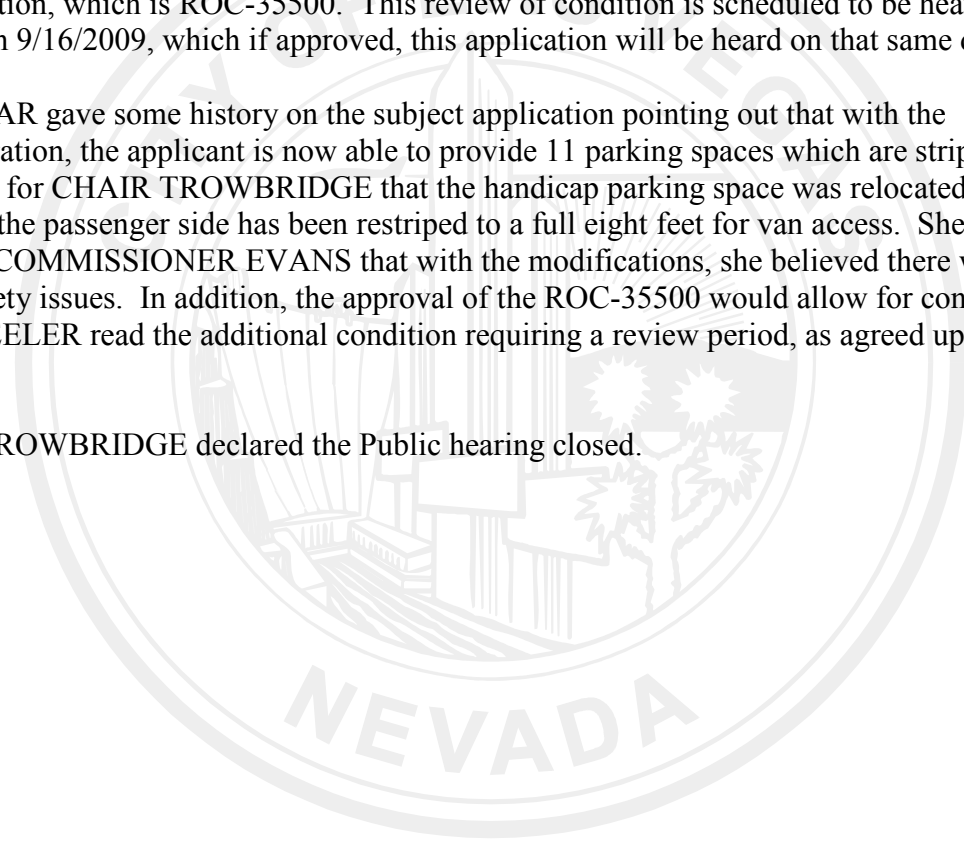 tion, which is ROC-35500. This review of condition is scheduled to be hea
n 9/16/2009, which if approved, this application will be heard on that same
AR gave some history on the subject application pointing out that with the
ation, the applicant is now able to provide 11 parking spaces which are strip
for CHAIR TROWBRIDGE that the handicap parking space was relocated
the passenger side has been restriped to a full eight feet for van access. She
COMMISSIONER EVANS that with the modifications, she believed there
ety issues. In addition, the approval of the ROC-35500 would allow for con
ELER read the additional condition requiring a review period, as agreed up
ROWBRIDGE declared the Public hearing closed.
CITY OF LAS VEGAS
NEVADA